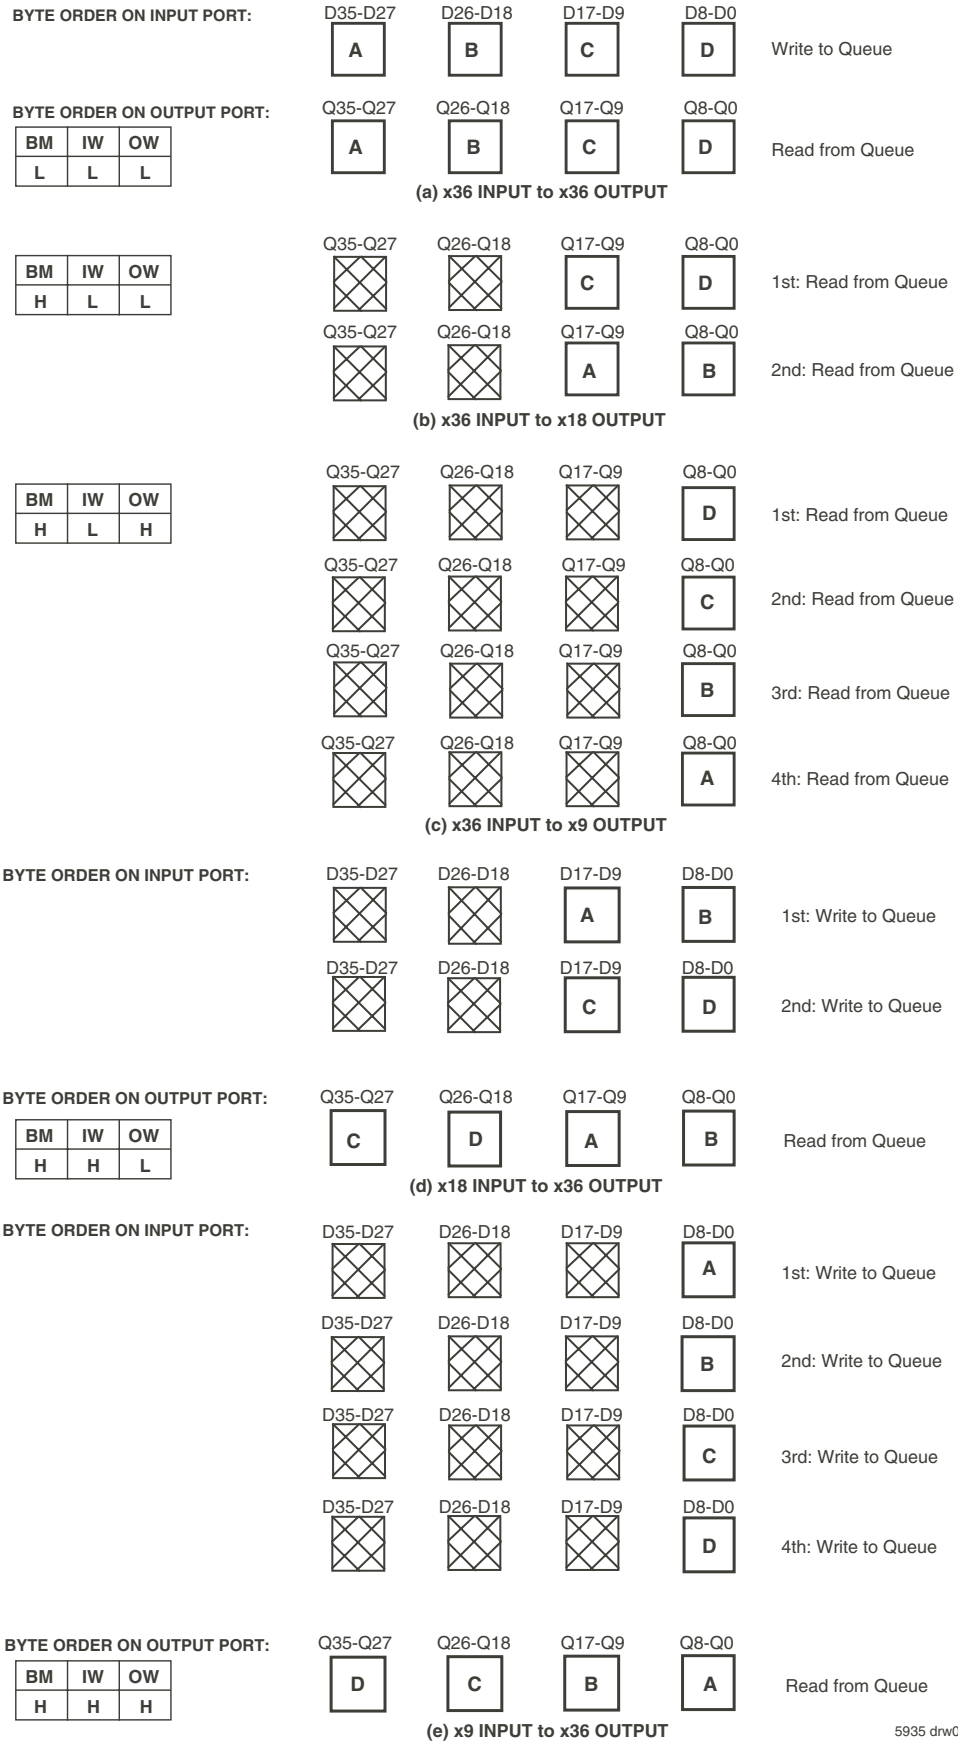 BYTE ORDER ON INPUT PORT:
D35-D27 D26-D18 D17-D9 D8-D0
A B C D Write to Queue
BYTE ORDER ON OUTPUT PORT:
Q35-Q27 Q26-Q18 Q17-Q9 Q8-Q0
BM IW OW
L L L
A B C D Read from Queue
(a) x36 INPUT to x36 OUTPUT
Q35-Q27 Q26-Q18 Q17-Q9 Q8-Q0
BM IW OW
H L L
C D 1st: Read from Queue
Q35-Q27 Q26-Q18 Q17-Q9 Q8-Q0
A B 2nd: Read from Queue
(b) x36 INPUT to x18 OUTPUT
Q35-Q27 Q26-Q18 Q17-Q9 Q8-Q0
BM IW OW
H L H
D 1st: Read from Queue
Q35-Q27 Q26-Q18 Q17-Q9 Q8-Q0
C 2nd: Read from Queue
Q35-Q27 Q26-Q18 Q17-Q9 Q8-Q0
B 3rd: Read from Queue
Q35-Q27 Q26-Q18 Q17-Q9 Q8-Q0
A 4th: Read from Queue
(c) x36 INPUT to x9 OUTPUT
BYTE ORDER ON INPUT PORT:
D35-D27 D26-D18 D17-D9 D8-D0
A B 1st: Write to Queue
D35-D27 D26-D18 D17-D9 D8-D0
C D 2nd: Write to Queue
BYTE ORDER ON OUTPUT PORT:
Q35-Q27 Q26-Q18 Q17-Q9 Q8-Q0
BM IW OW
H H L
C D A B Read from Queue
(d) x18 INPUT to x36 OUTPUT
BYTE ORDER ON INPUT PORT:
D35-D27 D26-D18 D17-D9 D8-D0
A 1st: Write to Queue
D35-D27 D26-D18 D17-D9 D8-D0
B 2nd: Write to Queue
D35-D27 D26-D18 D17-D9 D8-D0
C 3rd: Write to Queue
D35-D27 D26-D18 D17-D9 D8-D0
D 4th: Write to Queue
BYTE ORDER ON OUTPUT PORT:
Q35-Q27 Q26-Q18 Q17-Q9 Q8-Q0
BM IW OW
H H H
D C B A Read from Queue
(e) x9 INPUT to x36 OUTPUT
5935 drw0